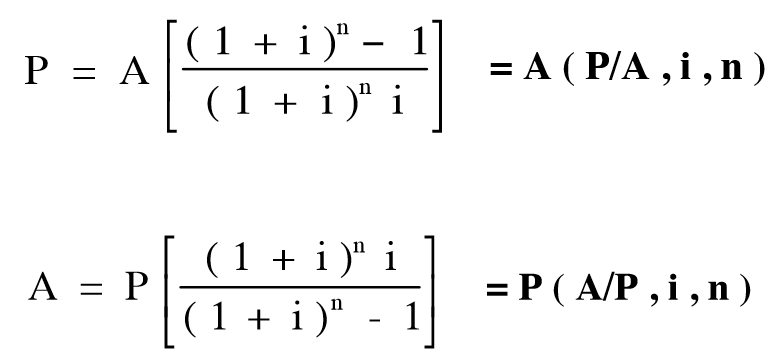 P = A [ ( 1 + i )ⁿ − 1 / ( 1 + i )ⁿ i ] = A ( P/A , i , n )
A = P [ ( 1 + i )ⁿ i / ( 1 + i )ⁿ - 1 ] = P ( A/P , i , n )